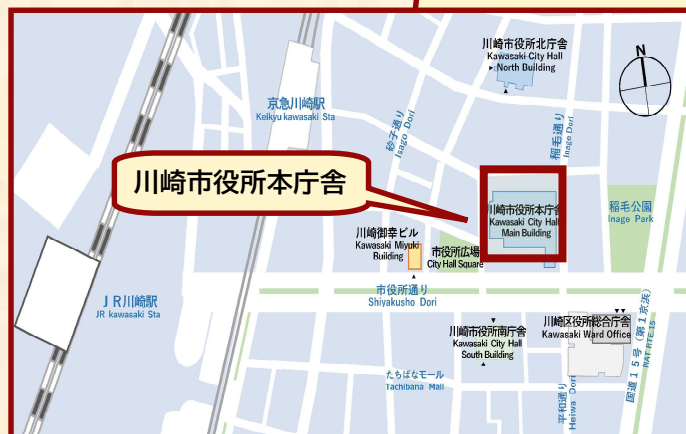 川崎市役所北庁舎
Kawasaki City Hall
North Building
N
京急川崎駅
Keikyu kawasaki Sta
砂子通り
Isago Dori
稲毛通り
Inage Dori
川崎市役所本庁舎
川崎市役所本庁舎
Kawasaki City Hall
Main Building
稲毛公園
Inage Park
川崎御幸ビル
Kawasaki Miyuki
Building
市役所広場
City Hall Square
JR川崎駅
JR kawasaki Sta
市役所通り
Shiyakusho Dori
川崎市役所南庁舎
Kawasaki City Hall
South Building
川崎区役所総合庁舎
Kawasaki Ward Office
国道15号(第1京浜)
NAT RTE.15
たちばなモール
Tachibana Mall
平和通り
Heiwa Dori